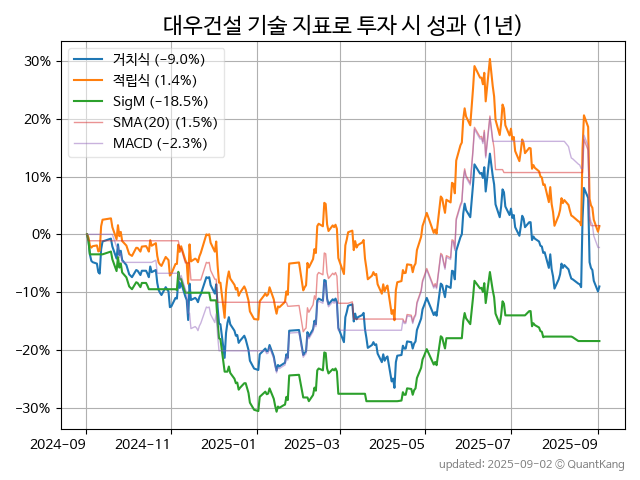 대우건설 기술 지표로 투자 시 성과 (1년)
거치식 (−9.0%)
적립식 (1.4%)
SigM (−18.5%)
SMA(20) (1.5%)
MACD (−2.3%)
30%
20%
10%
0%
−10%
−20%
−30%
2024-09 2024-11 2025-01 2025-03 2025-05 2025-07 2025-09
updated: 2025-09-02 ⓒ QuantKang